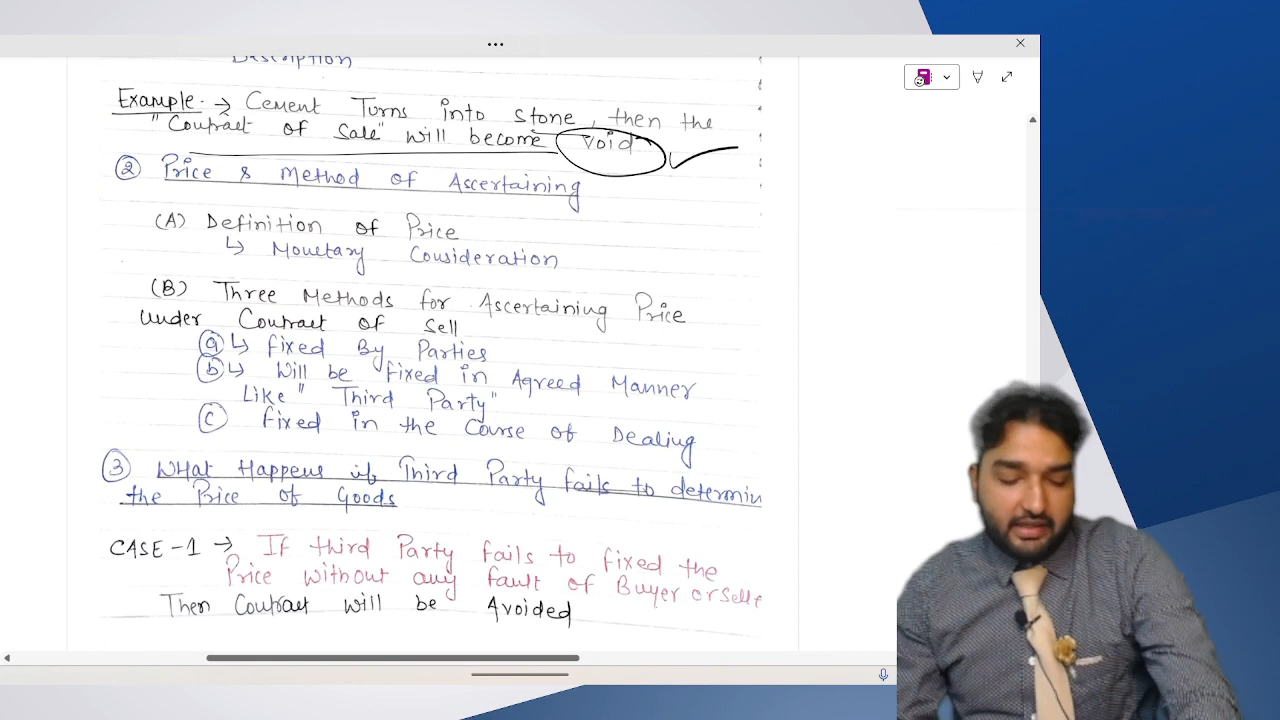 Description
Example → Cement Turns into stone, then the
"Contract of Sale" will become void
② Price & Method of Ascertaining
(A) Definition of Price
↳ Monetary Consideration
(B) Three Methods for Ascertaining Price
under Contract of Sell
ⓐ ↳ fixed By Parties
ⓑ ↳ Will be fixed in Agreed Manner
Like "Third Party"
ⓒ fixed in the Course of Dealing
③ WHat Happens if Third Party fails to determin
the Price of Goods
CASE-1 → If third Party fails to fixed the
Price without any fault of Buyer or Selle
Then Contract will be Avoided